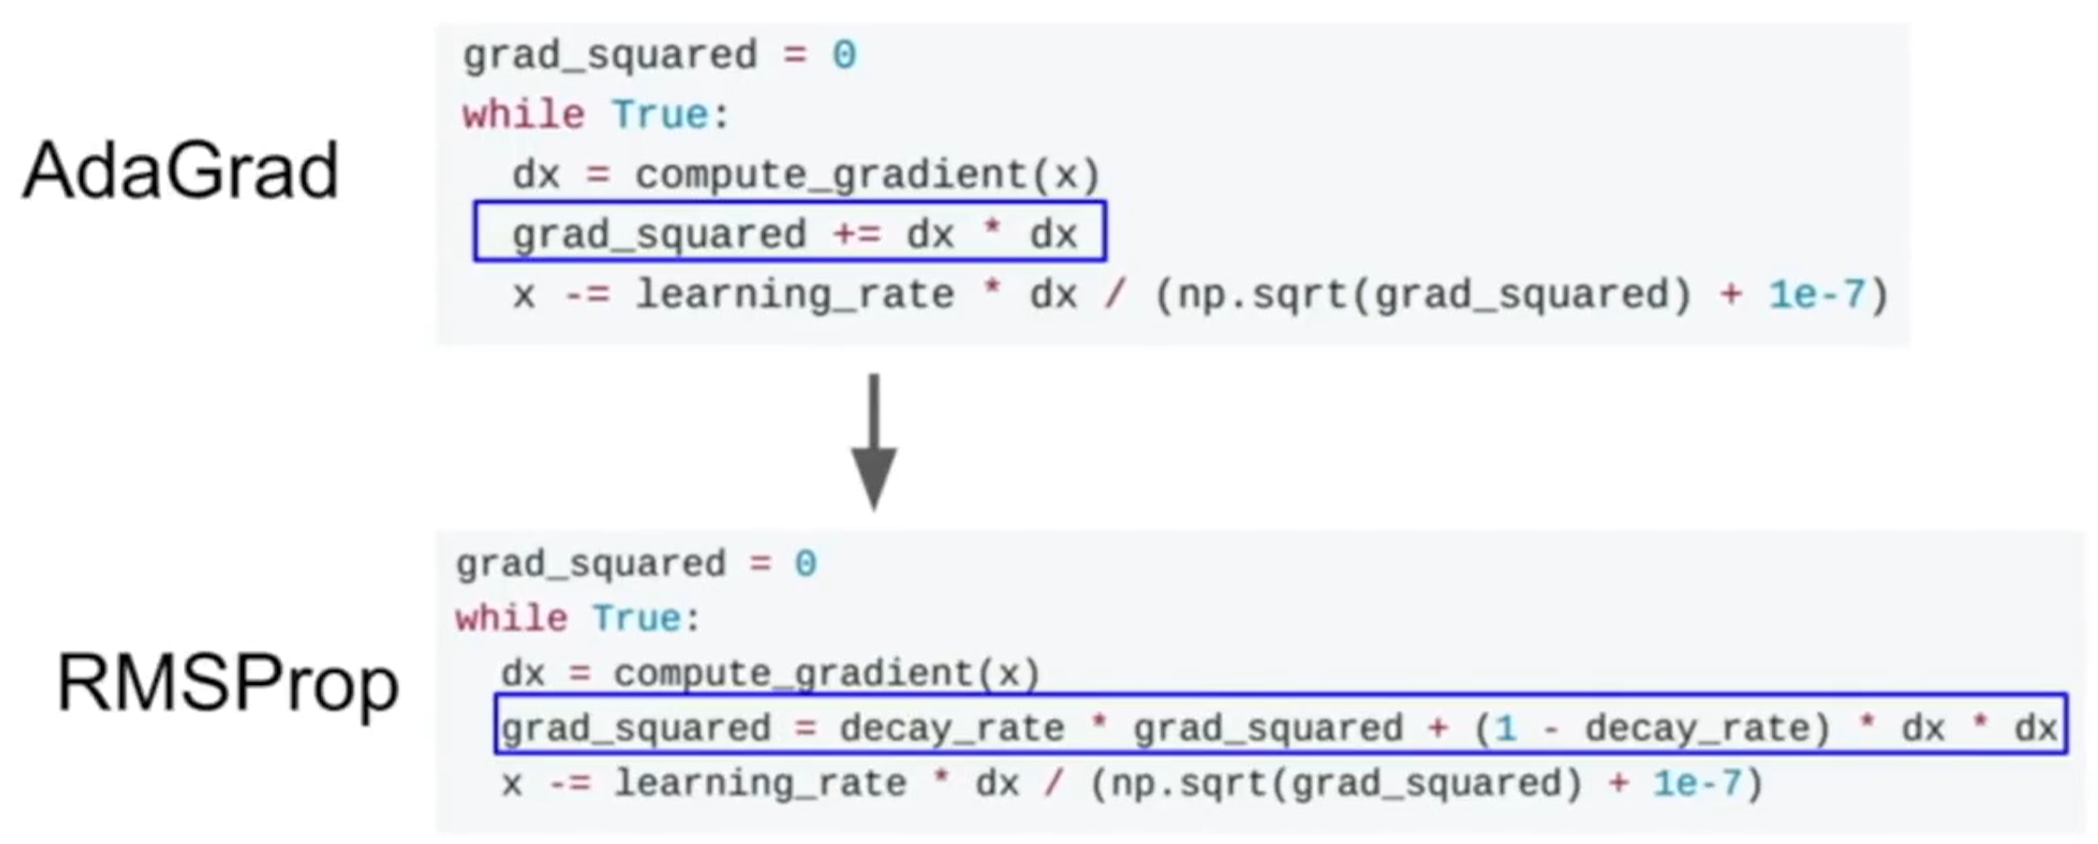 AdaGrad
grad_squared = 0
while True:
dx = compute_gradient(x)
grad_squared += dx * dx
x -= learning_rate * dx / (np.sqrt(grad_squared) + 1e-7)
RMSProp
grad_squared = 0
while True:
dx = compute_gradient(x)
grad_squared = decay_rate * grad_squared + (1 - decay_rate) * dx * dx
x -= learning_rate * dx / (np.sqrt(grad_squared) + 1e-7)